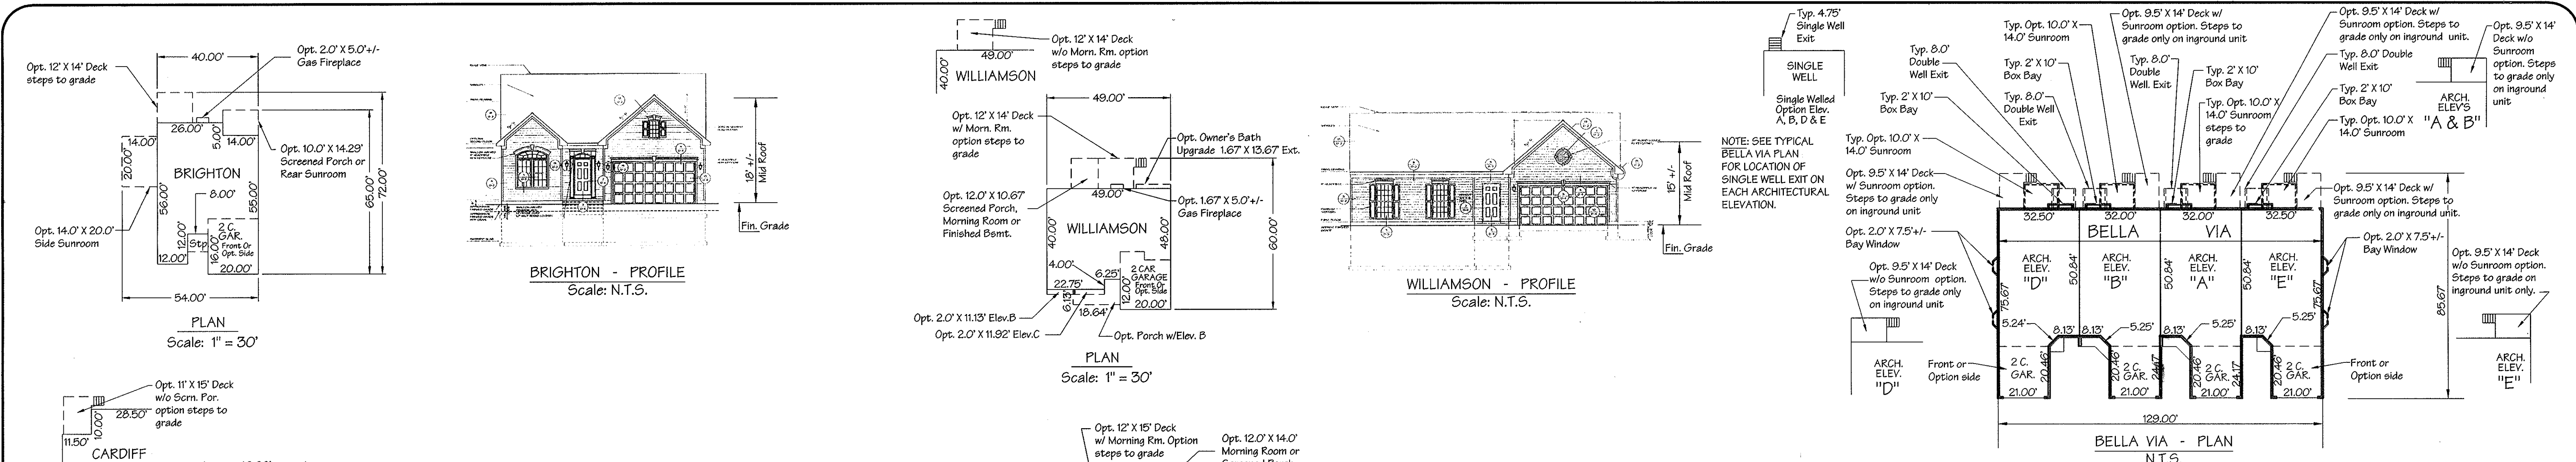 Opt. 12' X 14' Deck
steps to grade
40.00'
Opt. 2.0' X 5.0'+/-
Gas Fireplace
26.00'
5.00'
14.00'
14.00'
20.00'
BRIGHTON
8.00'
56.00'
55.00'
65.00'
72.00'
Opt. 10.0' X 14.29'
Screened Porch or
Rear Sunroom
Opt. 14.0' X 20.0'
Side Sunroom
12.00'
Stp
16.00'
2 C.
GAR.
Front Or
Opt. Side
12.00'
20.00'
54.00'
PLAN
Scale: 1" = 30'
18' +/-
Mid Roof
Fin. Grade
BRIGHTON - PROFILE
Scale: N.T.S.
Opt. 11' X 15' Deck
w/o Scrn. Por.
option steps to
grade
28.50'
10.00'
11.50'
CARDIFF
Opt. 12' X 14' Deck
w/o Morn. Rm. option
steps to grade
49.00'
40.00'
WILLIAMSON
49.00'
Opt. 12' X 14' Deck
w/ Morn. Rm.
option steps to
grade
Opt. Owner's Bath
Upgrade 1.67' X 13.67' Ext.
Opt. 12.0' X 10.67'
Screened Porch,
Morning Room or
Finished Bsmt.
49.00'
Opt. 1.67' X 5.0'+/-
Gas Fireplace
WILLIAMSON
40.00'
48.00'
60.00'
4.00'
6.25'
22.75'
6.13'
18.64'
12.00'
2 CAR
GARAGE
Front Or
Opt. Side
20.00'
Opt. 2.0' X 11.13' Elev.B
Opt. 2.0' X 11.92' Elev.C
Opt. Porch w/Elev. B
PLAN
Scale: 1" = 30'
Opt. 12' X 15' Deck
w/ Morning Rm. Option
steps to grade
Opt. 12.0' X 14.0'
Morning Room or
15' +/-
Mid Roof
Fin. Grade
WILLIAMSON - PROFILE
Scale: N.T.S.
Typ. 4.75'
Single Well
Exit
SINGLE
WELL
Single Welled
Option Elev.
A, B, D & E
NOTE: SEE TYPICAL
BELLA VIA PLAN
FOR LOCATION OF
SINGLE WELL EXIT ON
EACH ARCHITECTURAL
ELEVATION.
Typ. 8.0'
Double
Well Exit
Typ. Opt. 10.0' X
14.0' Sunroom
Opt. 9.5' X 14' Deck w/
Sunroom option. Steps to
grade only on inground unit
Opt. 9.5' X 14' Deck w/
Sunroom option. Steps to
grade only on inground unit.
Opt. 9.5' X 14'
Deck w/o
Sunroom
option. Steps
to grade only
on inground
unit
ARCH.
ELEV'S
"A & B"
Typ. 2' X 10'
Box Bay
Typ. 2' X 10'
Box Bay
Typ. 8.0'
Double Well
Exit
Typ. 8.0'
Double
Well. Exit
Typ. 2' X 10'
Box Bay
Typ. Opt. 10.0' X
14.0' Sunroom
steps to
grade
Typ. 8.0' Double
Well Exit
Typ. 2' X 10'
Box Bay
Typ. Opt. 10.0' X
14.0' Sunroom
Typ. Opt. 10.0' X
14.0' Sunroom
Opt. 9.5' X 14' Deck
w/ Sunroom option.
Steps to grade only
on inground unit
Opt. 9.5' X 14' Deck w/
Sunroom option. Steps to
grade only on inground unit.
Opt. 2.0' X 7.5'+/-
Bay Window
Opt. 2.0' X 7.5'+/-
Bay Window
32.50'
32.00'
32.00'
32.50'
BELLA VIA
ARCH.
ELEV.
"D"
50.84'
ARCH.
ELEV.
"B"
50.84'
ARCH.
ELEV.
"A"
50.84'
ARCH.
ELEV.
"E"
75.67'
75.67'
85.67'
Opt. 9.5' X 14' Deck
w/o Sunroom option.
Steps to grade only
on inground unit
ARCH.
ELEV.
"D"
Opt. 9.5' X 14' Deck
w/o Sunroom option.
Steps to grade on
inground unit only.
ARCH.
ELEV.
"E"
5.24'
8.13'
8.13'
5.25'
8.13'
5.25'
8.13'
5.25'
Front or
Option side
2 C.
GAR.
20.46'
20.46'
2 C.
GAR.
24.17'
20.46'
2 C.
GAR.
24.17'
20.46'
2 C.
GAR.
Front or
Option side
21.00'
21.00'
21.00'
21.00'
129.00'
BELLA VIA - PLAN
N.T.S.